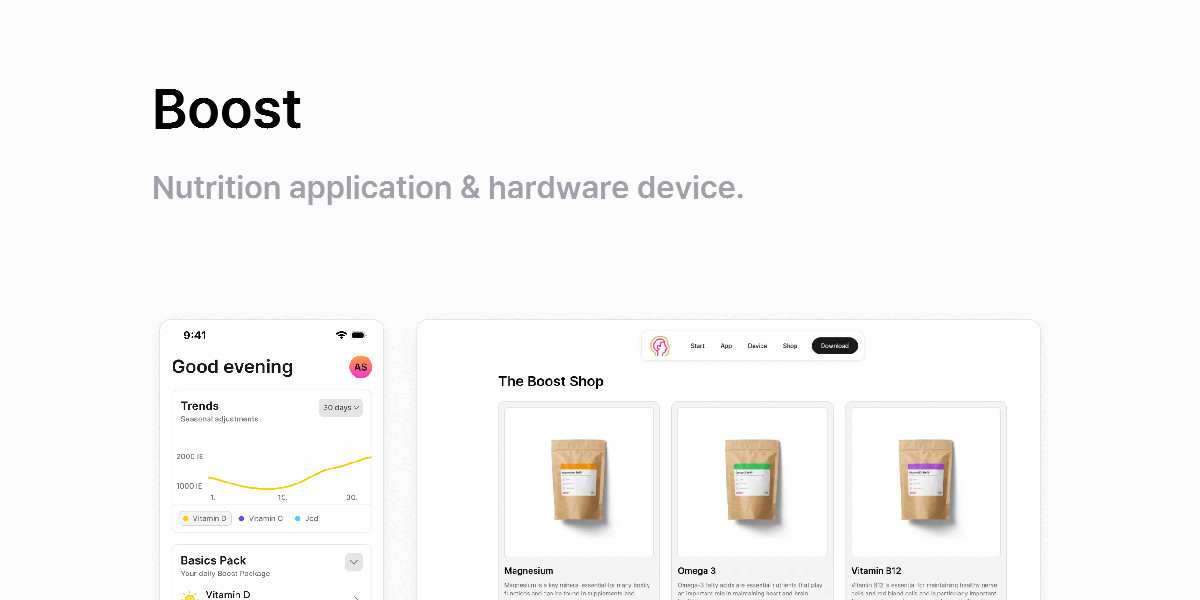 Boost
Nutrition application & hardware device.
9:41
Good evening
AS
Trends
30 days
Seasonal adjustments
2000 IE
1000 IE
1.
15.
30.
Vitamin D
Vitamin C
Jod
Basics Pack
Your daily Boost Package
Vitamin D
Start
App
Device
Shop
Download
The Boost Shop
Magnesium
Magnesium is a key mineral essential for many bodily
functions and can be found in supplements and
Omega 3
Omega-3 fatty acids are essential nutrients that play
an important role in maintaining heart and brain
Vitamin B12
Vitamin B12 is essential for maintaining healthy nerve
cells and red blood cells and is particularly important